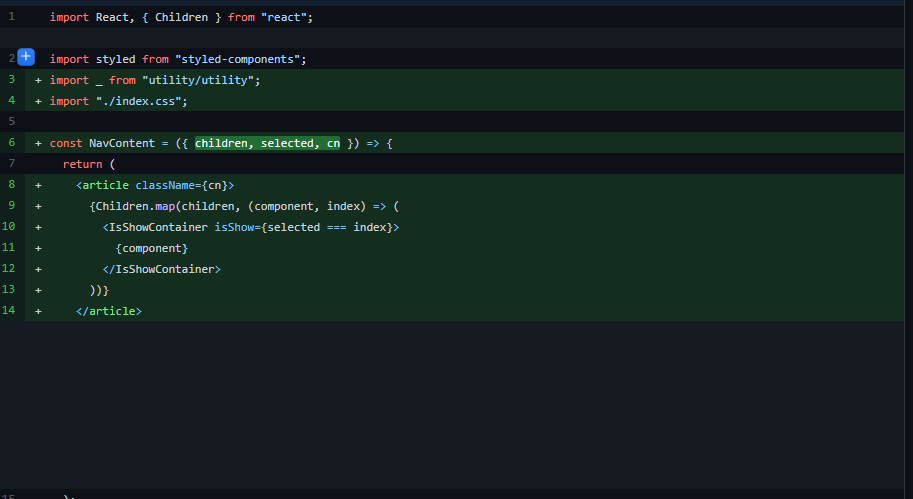 1 import React, { Children } from "react";
2 import styled from "styled-components";
3 + import _ from "utility/utility";
4 + import "./index.css";
5
6 + const NavContent = ({ children, selected, cn }) => {
7 return (
8 + <article className={cn}>
9 + {Children.map(children, (component, index) => (
10 + <IsShowContainer isShow={selected === index}>
11 + {component}
12 + </IsShowContainer>
13 + ))}
14 + </article>
15 );